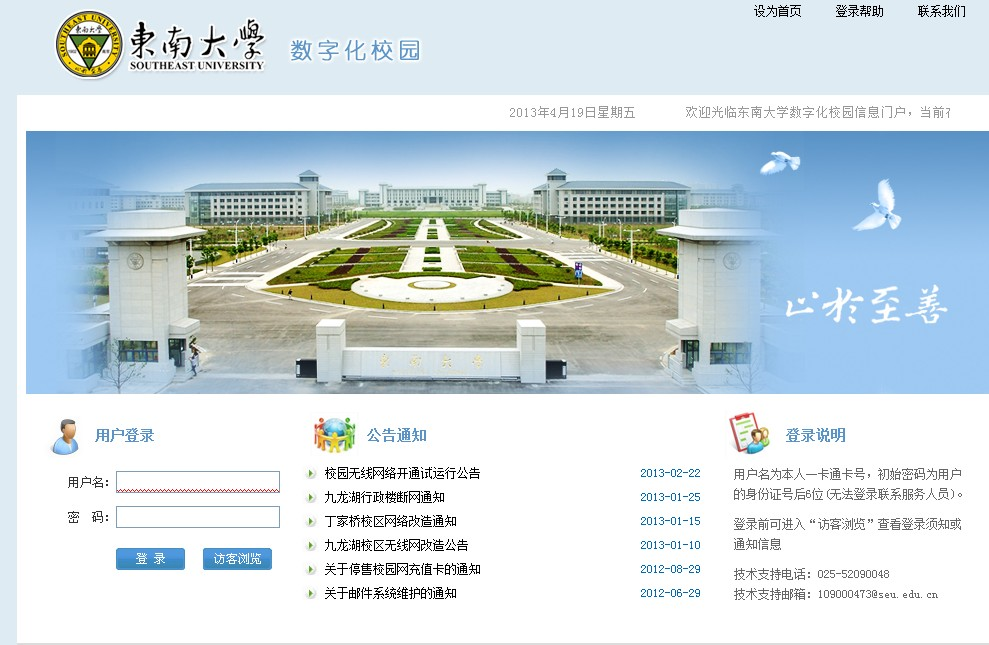 设为首页 登录帮助 联系我们
東南大學
SOUTHEAST UNIVERSITY
数字化校园
2013年4月19日星期五 欢迎光临东南大学数字化校园信息门户，当前
止於至善
用户登录
用户名：
密 码：
登 录 访客浏览
公告通知
校园无线网络开通试运行公告 2013-02-22
九龙湖行政楼断网通知 2013-01-25
丁家桥校区网络改造通知 2013-01-15
九龙湖校区无线网改造公告 2013-01-10
关于停售校园网充值卡的通知 2012-08-29
关于邮件系统维护的通知 2012-06-29
登录说明
用户名为本人一卡通卡号，初始密码为用户
的身份证号后6位(无法登录联系服务人员)。
登录前可进入“访客浏览”查看登录须知或
通知信息
技术支持电话：025-52090048
技术支持邮箱：109000473@seu.edu.cn